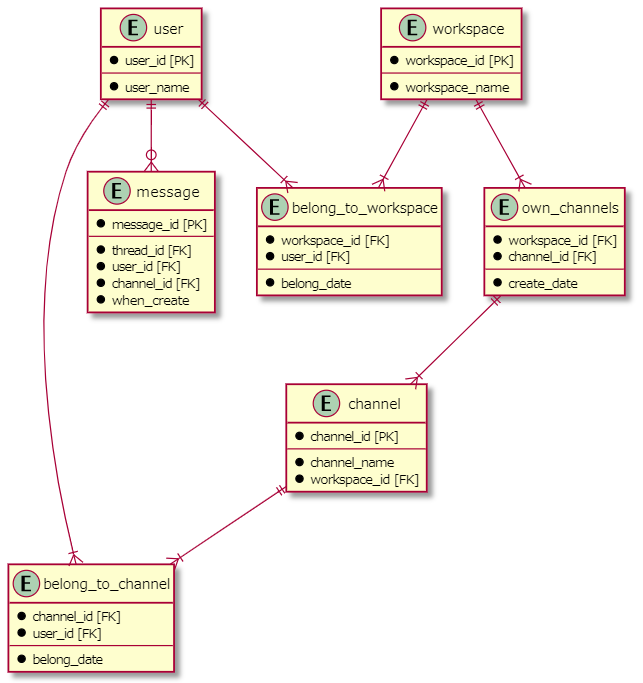 E user
user_id [PK]
user_name
E workspace
workspace_id [PK]
workspace_name
E message
message_id [PK]
thread_id [FK]
user_id [FK]
channel_id [FK]
when_create
E belong_to_workspace
workspace_id [FK]
user_id [FK]
belong_date
E own_channels
workspace_id [FK]
channel_id [FK]
create_date
E channel
channel_id [PK]
channel_name
workspace_id [FK]
E belong_to_channel
channel_id [FK]
user_id [FK]
belong_date